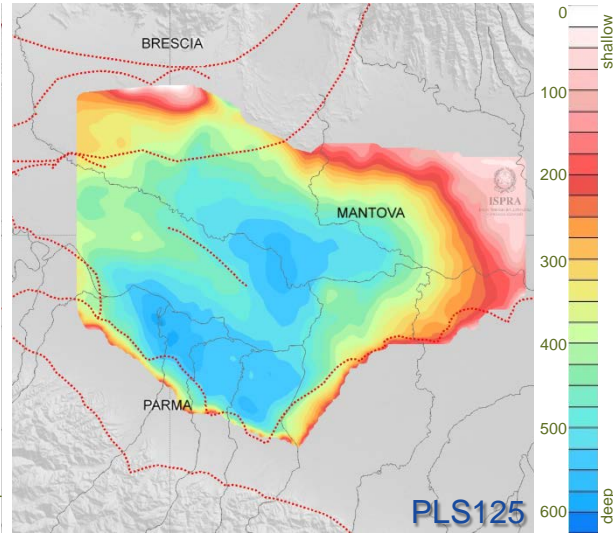 BRESCIA
MANTOVA
PARMA
ISPRA
PLS125
0
100
200
300
400
500
600
shallow
deep